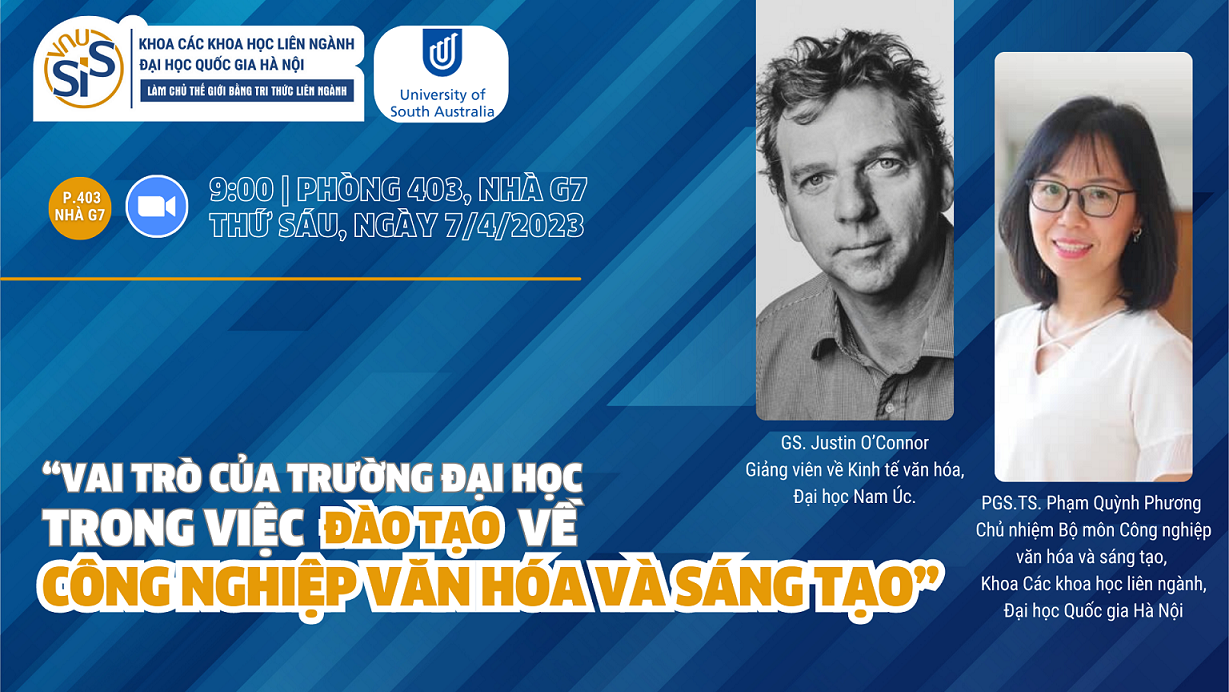 VNU
SiS
KHOA CÁC KHOA HỌC LIÊN NGÀNH
ĐẠI HỌC QUỐC GIA HÀ NỘI
LÀM CHỦ THẾ GIỚI BẰNG TRI THỨC LIÊN NGÀNH
University of
South Australia
P.403
NHÀ G7
9:00 | PHÒNG 403, NHÀ G7
THỨ SÁU, NGÀY 7/4/2023
“VAI TRÒ CỦA TRƯỜNG ĐẠI HỌC
TRONG VIỆC ĐÀO TẠO VỀ
CÔNG NGHIỆP VĂN HÓA VÀ SÁNG TẠO”
GS. Justin O’Connor
Giảng viên về Kinh tế văn hóa,
Đại học Nam Úc.
PGS.TS. Phạm Quỳnh Phương
Chủ nhiệm Bộ môn Công nghiệp
văn hóa và sáng tạo,
Khoa Các khoa học liên ngành,
Đại học Quốc gia Hà Nội